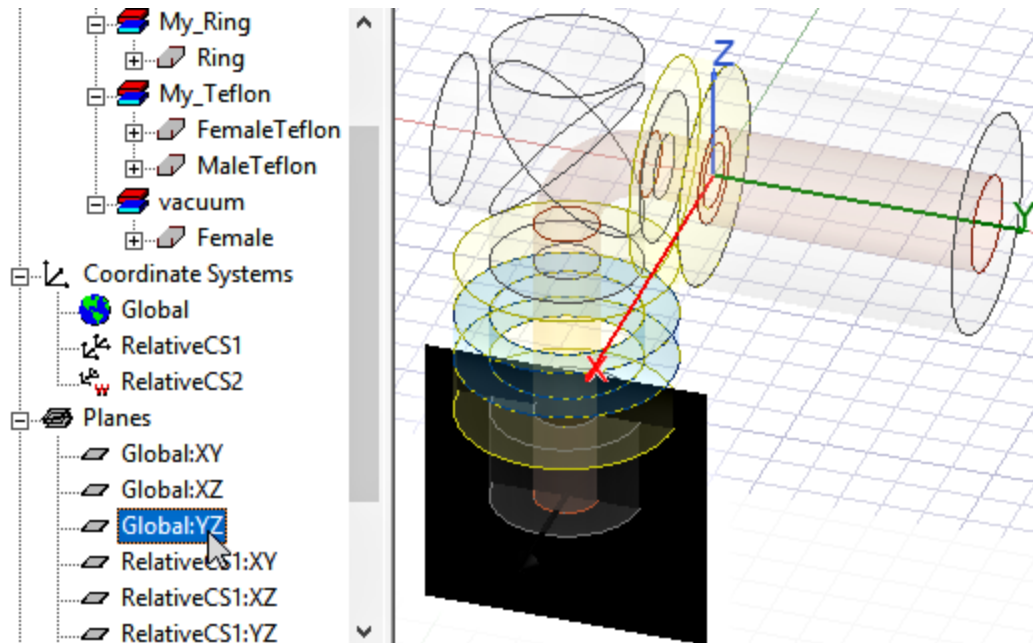 My_Ring
Ring
My_Teflon
FemaleTeflon
MaleTeflon
vacuum
Female
Coordinate Systems
Global
RelativeCS1
W RelativeCS2
Planes
Global:XY
Global:XZ
Global:YZ
RelativeCS1:XY
RelativeCS1:XZ
RelativeCS1:YZ
Z
Y
X